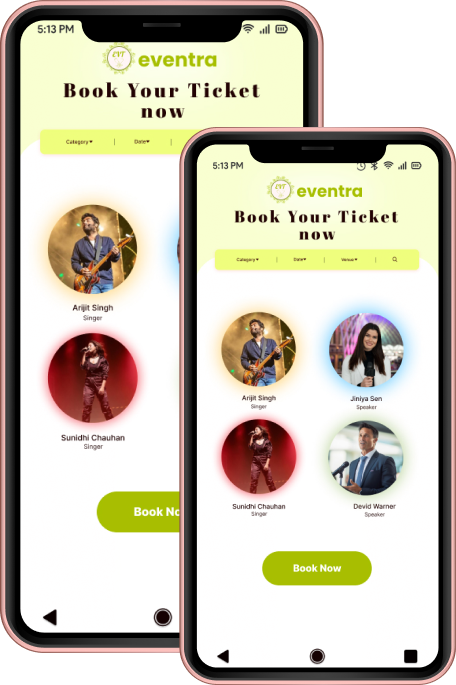 5:13 PM
EVT eventra
Book Your Ticket
now
Category Date
Arijit Singh
Singer
Sunidhi Chauhan
Singer
Book No
5:13 PM
EVT eventra
Book Your Ticket
now
Category Date Venue
Arijit Singh
Singer
Jiniya Sen
Speaker
Sunidhi Chauhan
Singer
Devid Warner
Speaker
Book Now